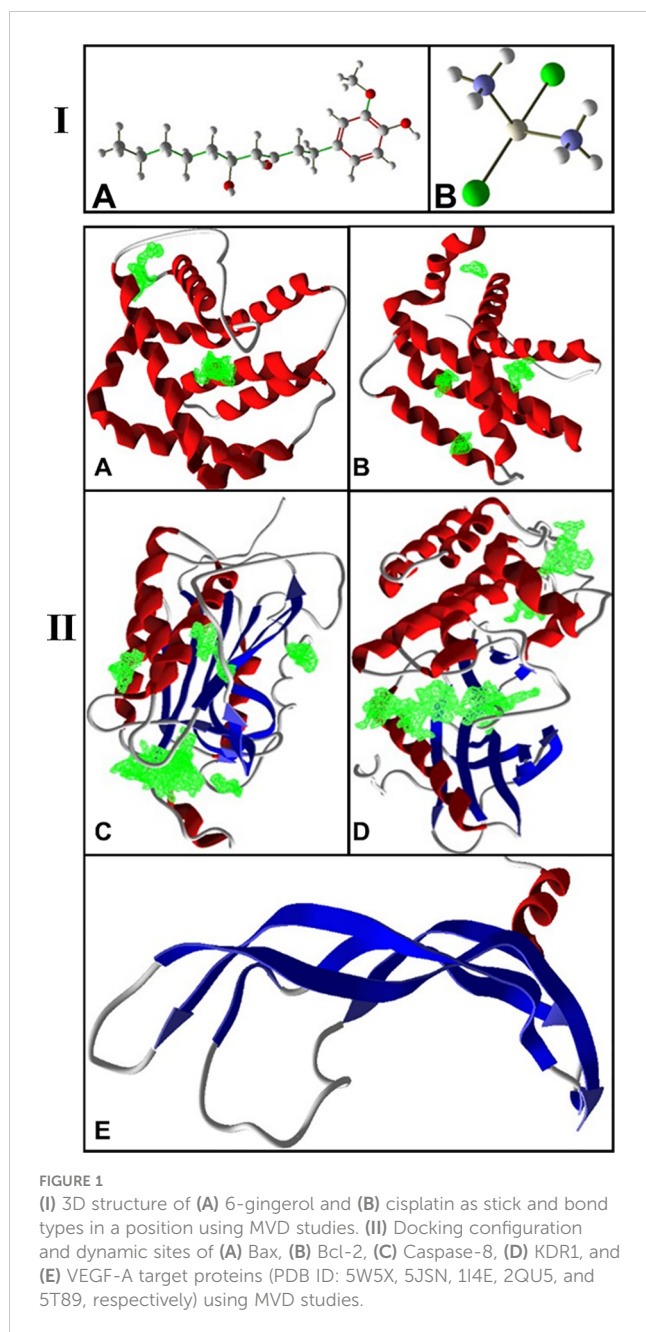 I
A
B
A
B
II
C
D
E
FIGURE 1
(I) 3D structure of (A) 6-gingerol and (B) cisplatin as stick and bond
types in a position using MVD studies. (II) Docking configuration
and dynamic sites of (A) Bax, (B) Bcl-2, (C) Caspase-8, (D) KDR1, and
(E) VEGF-A target proteins (PDB ID: 5W5X, 5JSN, 1I4E, 2QU5, and
5T89, respectively) using MVD studies.